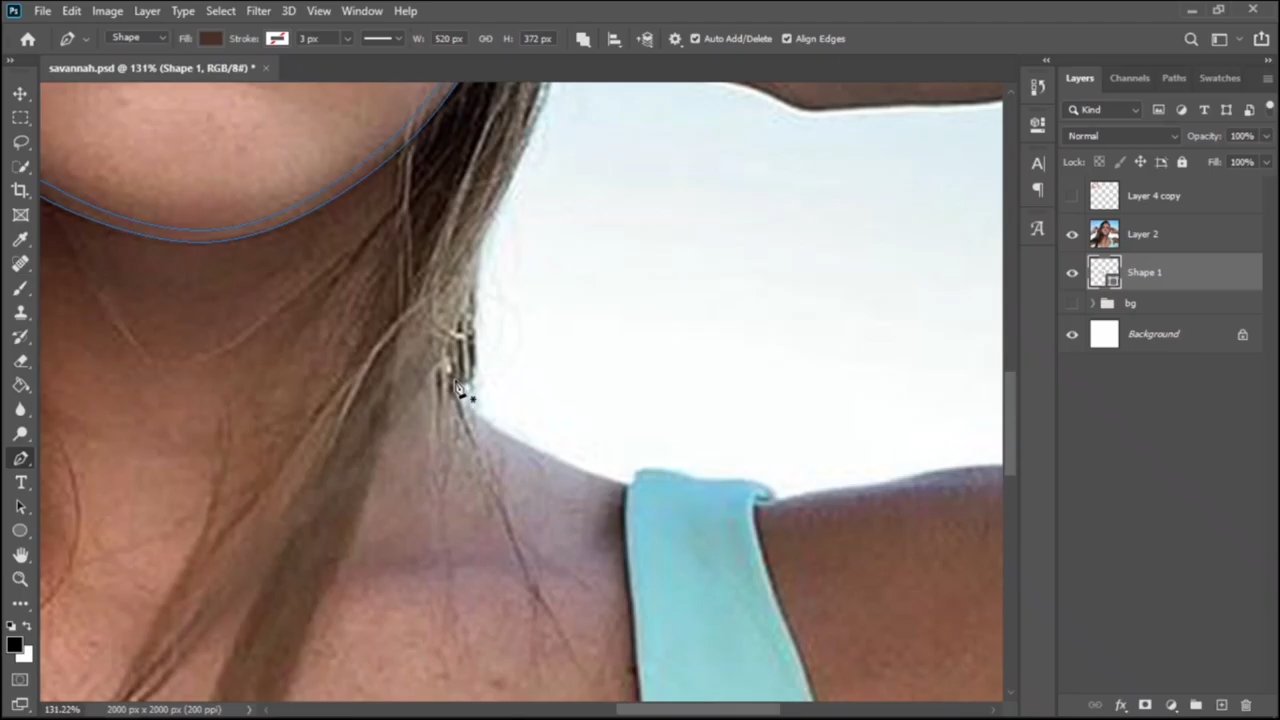 Ps File Edit Image Layer Type Select Filter 3D View Window Help
Shape Fill: Stroke: 3 px W: 520 px H: 372 px Auto Add/Delete Align Edges
savannah.psd @ 131% (Shape 1, RGB/8#) * ×
Layers Channels Paths Swatches
Kind
Normal Opacity: 100%
Lock: Fill: 100%
Layer 4 copy
Layer 2
Shape 1
bg
Background
131.22% 2000 px x 2000 px (200 ppi)